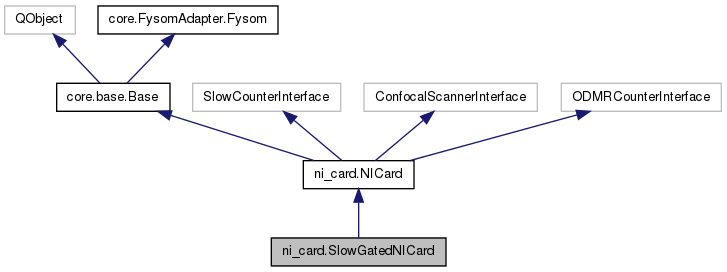 QObject
core.FysomAdapter.Fysom
core.base.Base
SlowCounterInterface
ConfocalScannerInterface
ODMRCounterInterface
ni_card.NICard
ni_card.SlowGatedNICard